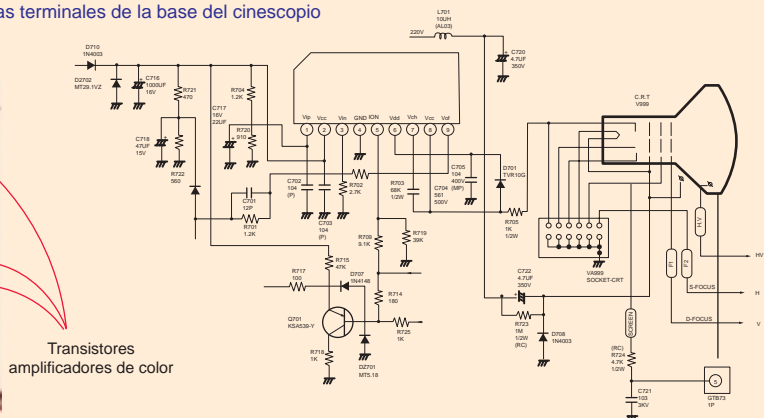 as terminales de la base del cinescopio
L701
10UH
(AL03)
220V
C720
4.7UF
350V
D710
1N4003
D2702
MT29.1VZ
C716
1000UF
16V
R721
470
R704
1.2K
C717
16V
22UF
R720
910
C718
47UF
15V
R722
560
Vip
Vcc
Vin
GND
ION
Vdd
Vch
Vcc
Vof
1
2
3
4
5
6
7
8
9
C702
104
(P)
C703
104
(P)
R702
2.7K
R703
68K
1/2W
C704
561
500V
C705
104
400V
(MP)
D701
TVR10G
R705
1K
1/2W
C701
12P
R701
1.2K
R709
9.1K
R719
39K
R715
47K
D707
1N4148
R717
100
R714
180
Q701
KSA539-Y
R725
1K
R718
1K
DZ701
MT5.18
C.R.T
V999
VA999
SOCKET-CRT
C722
4.7UF
350V
R723
1M
1/2W
(RC)
D708
1N4003
H.V
F1
F2
HV
S-FOCUS
H
D-FOCUS
V
SCREEN
(RC)
R724
4.7K
1/2W
C721
103
3KV
S
GTB73
1P
Transistores
amplificadores de color